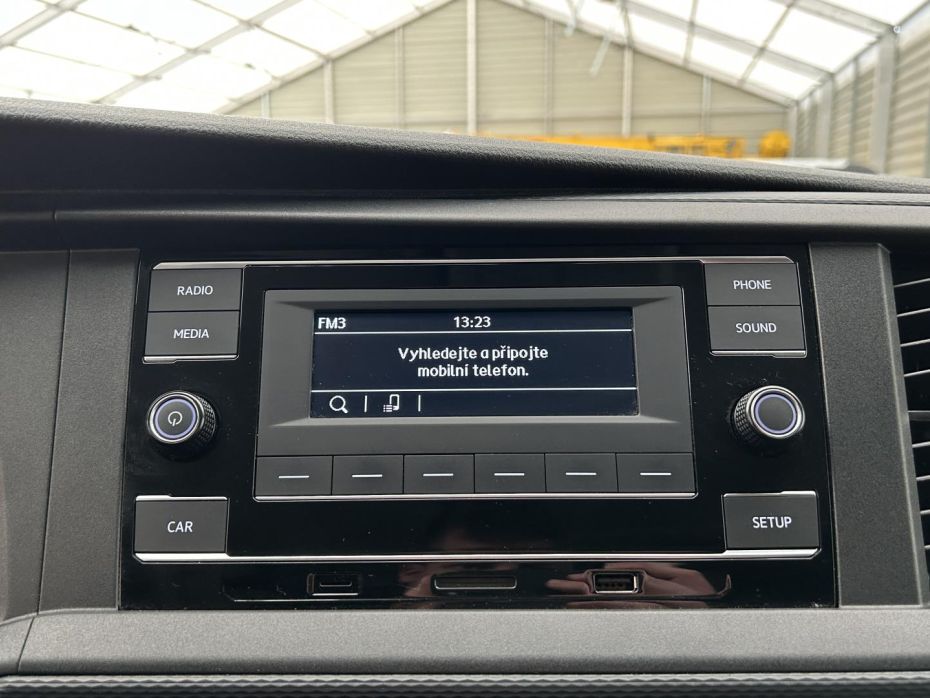 RADIO
PHONE
MEDIA
SOUND
FM3 13:23
Vyhledejte a připojte
mobilní telefon.
CAR
SETUP